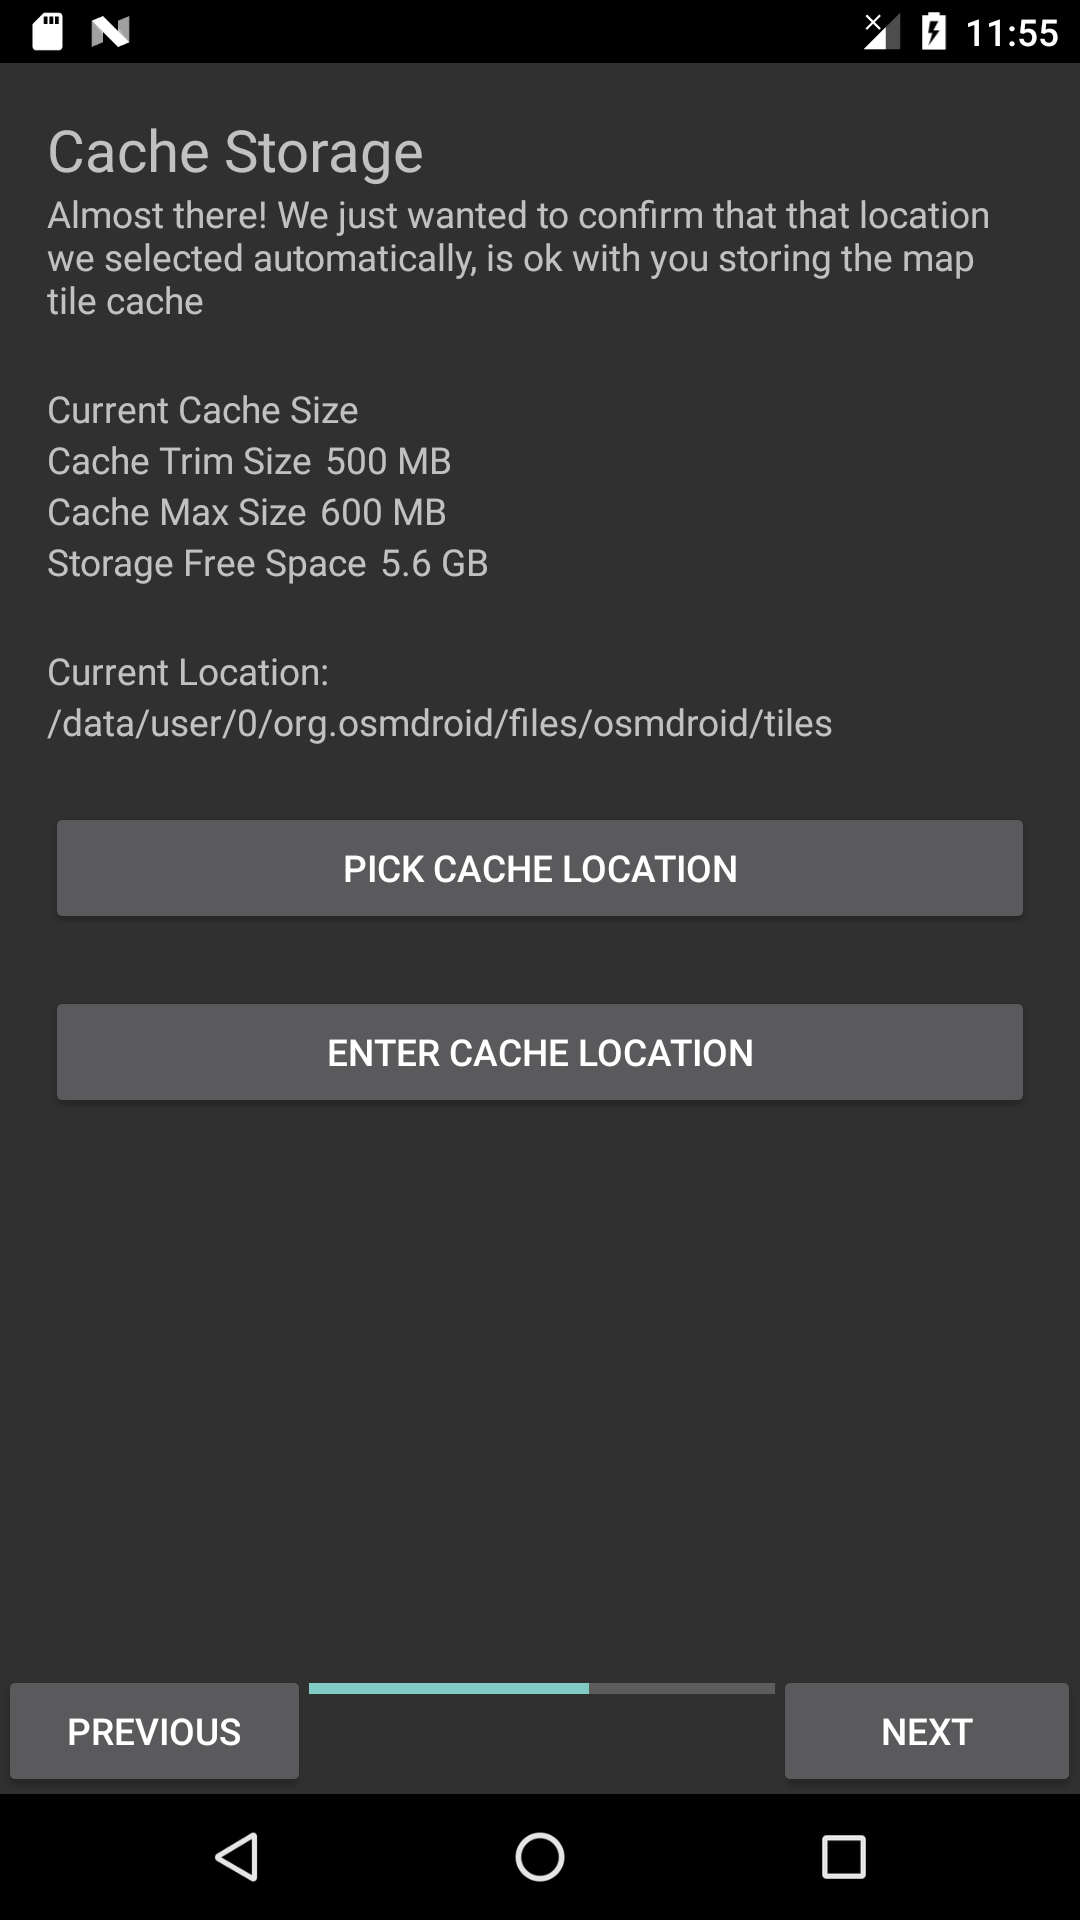 11:55
Cache Storage
Almost there! We just wanted to confirm that that location
we selected automatically, is ok with you storing the map
tile cache
Current Cache Size
Cache Trim Size 500 MB
Cache Max Size 600 MB
Storage Free Space 5.6 GB
Current Location:
/data/user/0/org.osmdroid/files/osmdroid/tiles
PICK CACHE LOCATION
ENTER CACHE LOCATION
PREVIOUS
NEXT